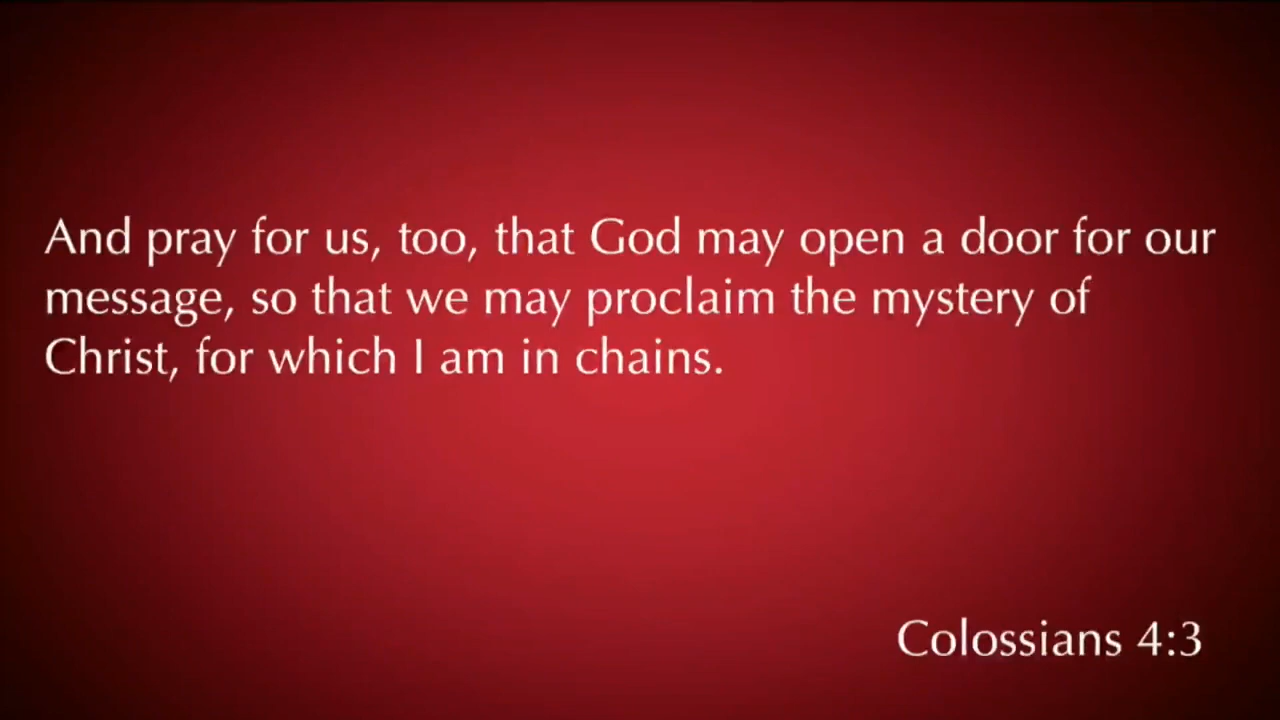 And pray for us, too, that God may open a door for our
message, so that we may proclaim the mystery of
Christ, for which I am in chains.
Colossians 4:3